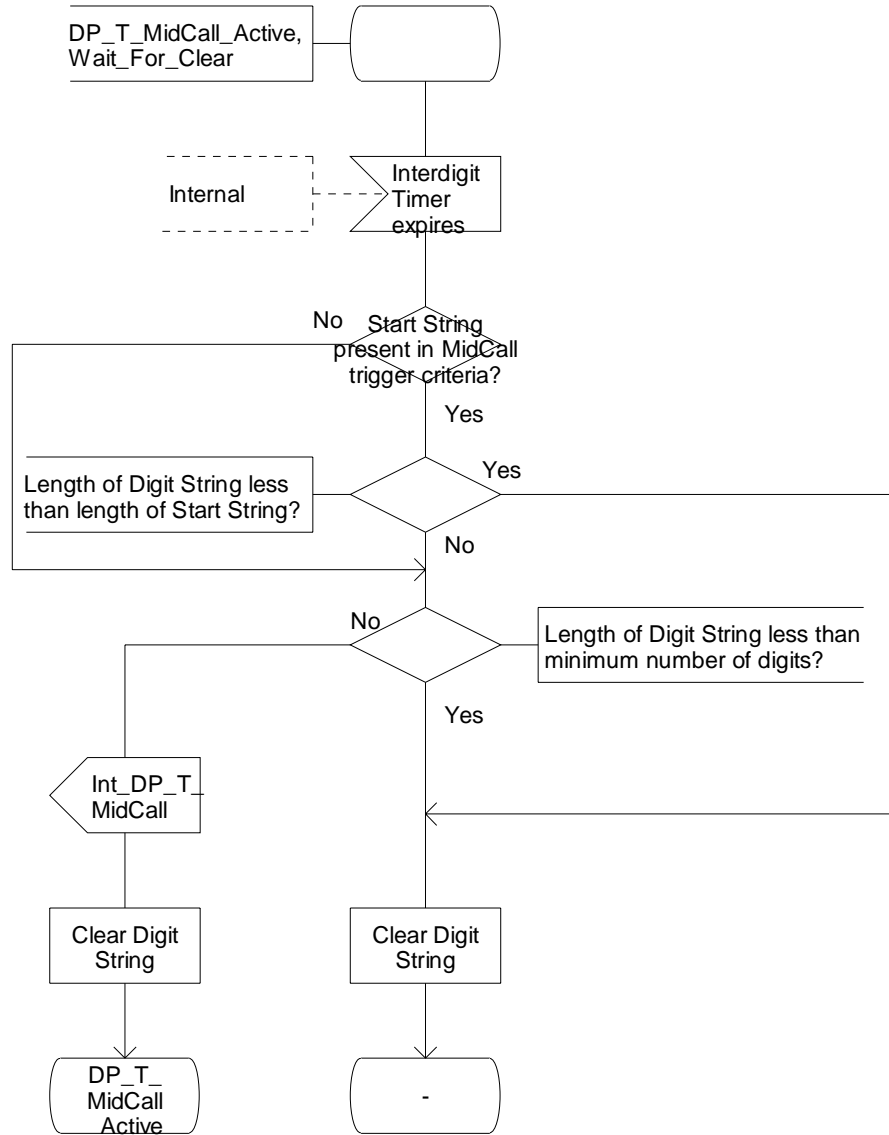 DP_T_MidCall_Active,
Wait_For_Clear
Internal
Interdigit
Timer
expires
No
Start String
present in MidCall
trigger criteria?
Yes
Length of Digit String less
than length of Start String?
Yes
No
No
Length of Digit String less than
minimum number of digits?
Yes
Int_DP_T_
MidCall
Clear Digit
String
Clear Digit
String
DP_T_
MidCall
Active
-